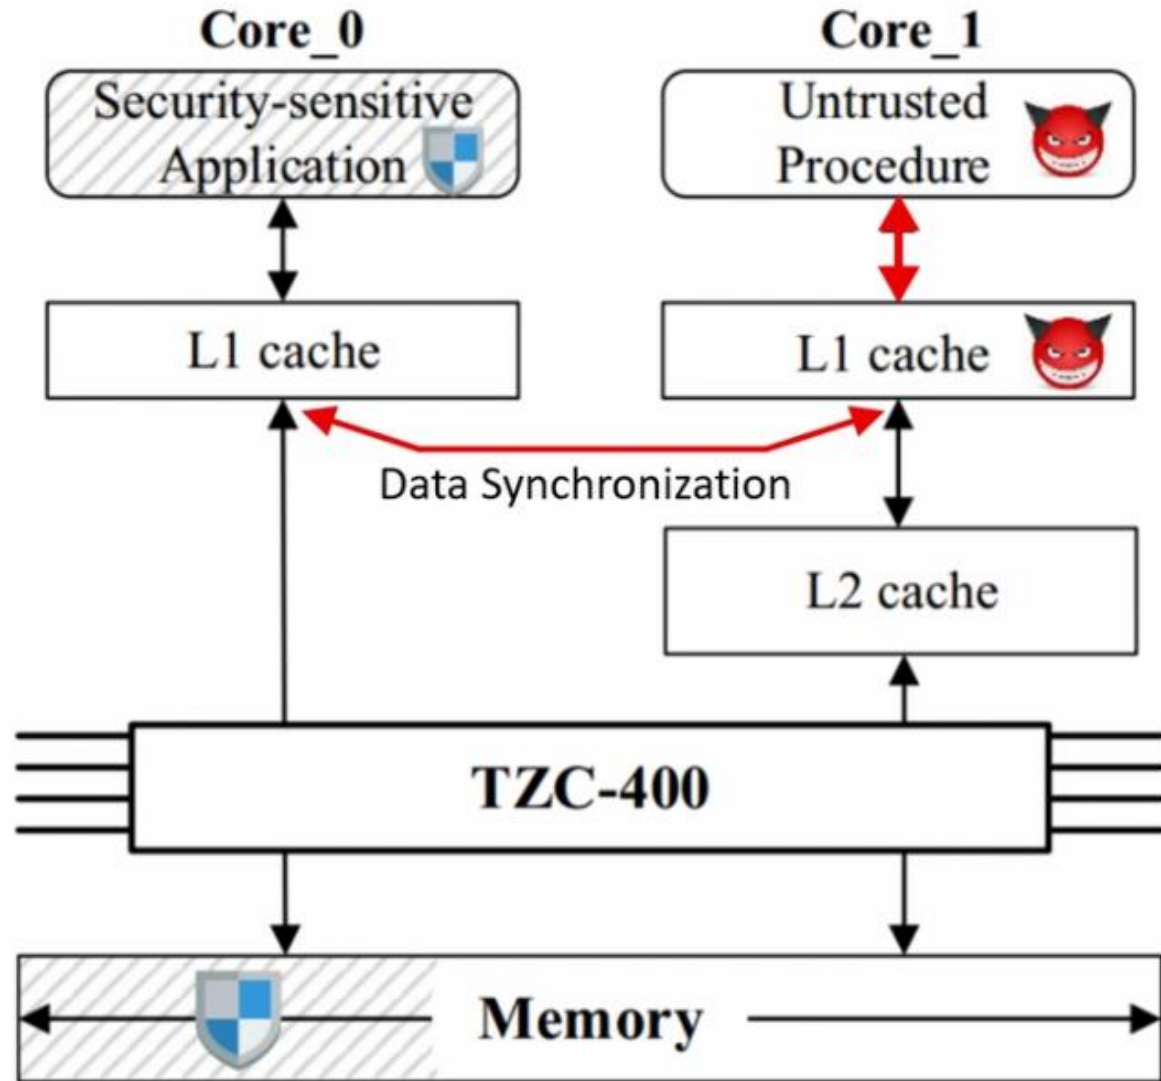 Core_0
Core_1
Security-sensitive
Application
Untrusted
Procedure
L1 cache
L1 cache
Data Synchronization
L2 cache
TZC-400
Memory